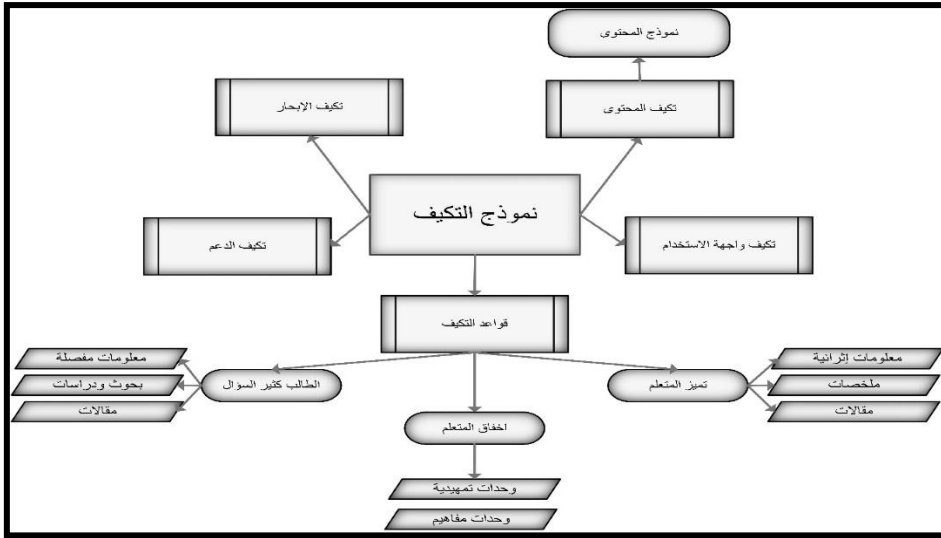 نموذج المحتوى
تكيف المحتوى
تكيف الإبحار
نموذج التكيف
تكيف واجهة الاستخدام
تكيف الدعم
قواعد التكيف
تميز المتعلم
معلومات إثرائية
ملخصات
مقالات
اخفاق المتعلم
وحدات تمهيدية
وحدات مفاهيم
الطالب كثير السؤال
معلومات مفصلة
بحوث ودراسات
مقالات